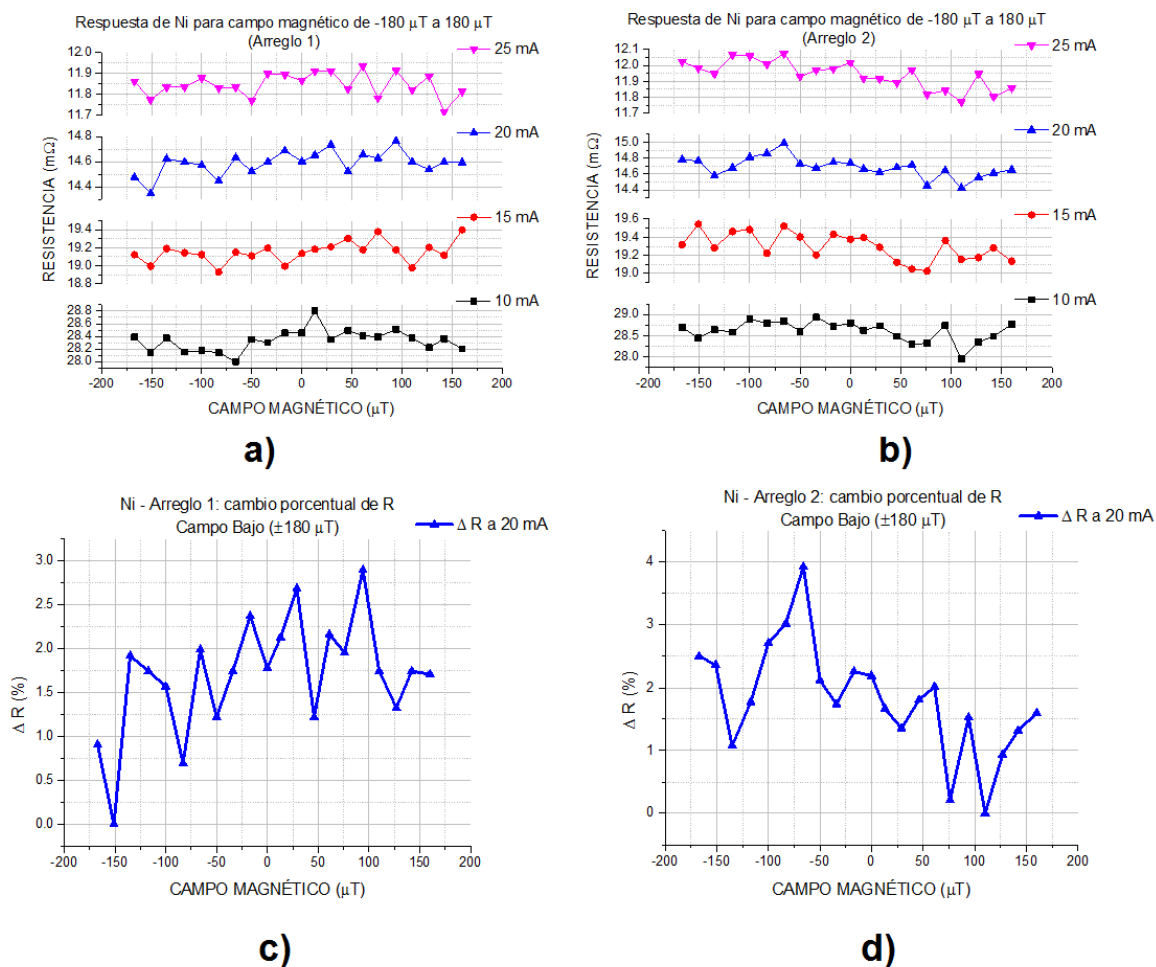 Respuesta de Ni para campo magnético de -180 µT a 180 µT
(Arreglo 1)
25 mA
12.0
11.9
11.8
11.7
20 mA
14.8
14.6
14.4
15 mA
19.4
19.2
19.0
18.8
10 mA
28.8
28.6
28.4
28.2
28.0
RESISTENCIA (mΩ)
-200 -150 -100 -50 0 50 100 150 200
CAMPO MAGNÉTICO (µT)
a)
Respuesta de Ni para campo magnético de -180 µT a 180 µT
(Arreglo 2)
25 mA
12.1
12.0
11.9
11.8
11.7
20 mA
15.0
14.8
14.6
14.4
15 mA
19.6
19.4
19.2
19.0
10 mA
29.0
28.5
28.0
RESISTENCIA (mΩ)
-200 -150 -100 -50 0 50 100 150 200
CAMPO MAGNÉTICO (µT)
b)
Ni - Arreglo 1: cambio porcentual de R
Campo Bajo (±180 µT)
Δ R a 20 mA
3.0
2.5
2.0
1.5
1.0
0.5
0.0
Δ R (%)
-200 -150 -100 -50 0 50 100 150 200
CAMPO MAGNÉTICO (µT)
c)
Ni - Arreglo 2: cambio porcentual de R
Campo Bajo (±180 µT)
Δ R a 20 mA
4
3
2
1
0
Δ R (%)
-200 -150 -100 -50 0 50 100 150 200
CAMPO MAGNÉTICO (µT)
d)